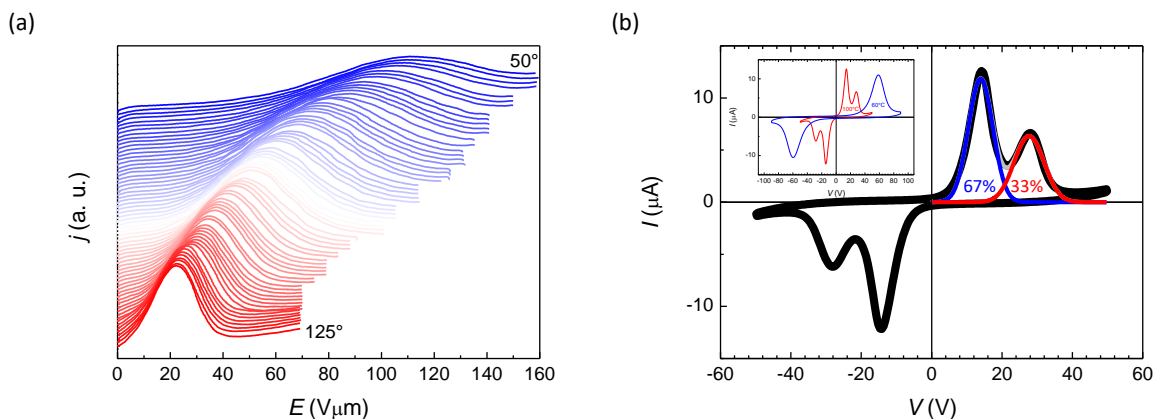 (a)
50°
125°
j (a. u.)
0 20 40 60 80 100 120 140 160
E (Vμm)
(b)
10
0
-10
I (μA)
-60 -40 -20 0 20 40 60
V (V)
67% 33%
10
5
0
-5
-10
I (μA)
100°C 60°C
-100 -80 -60 -40 -20 0 20 40 60 80 100
V (V)